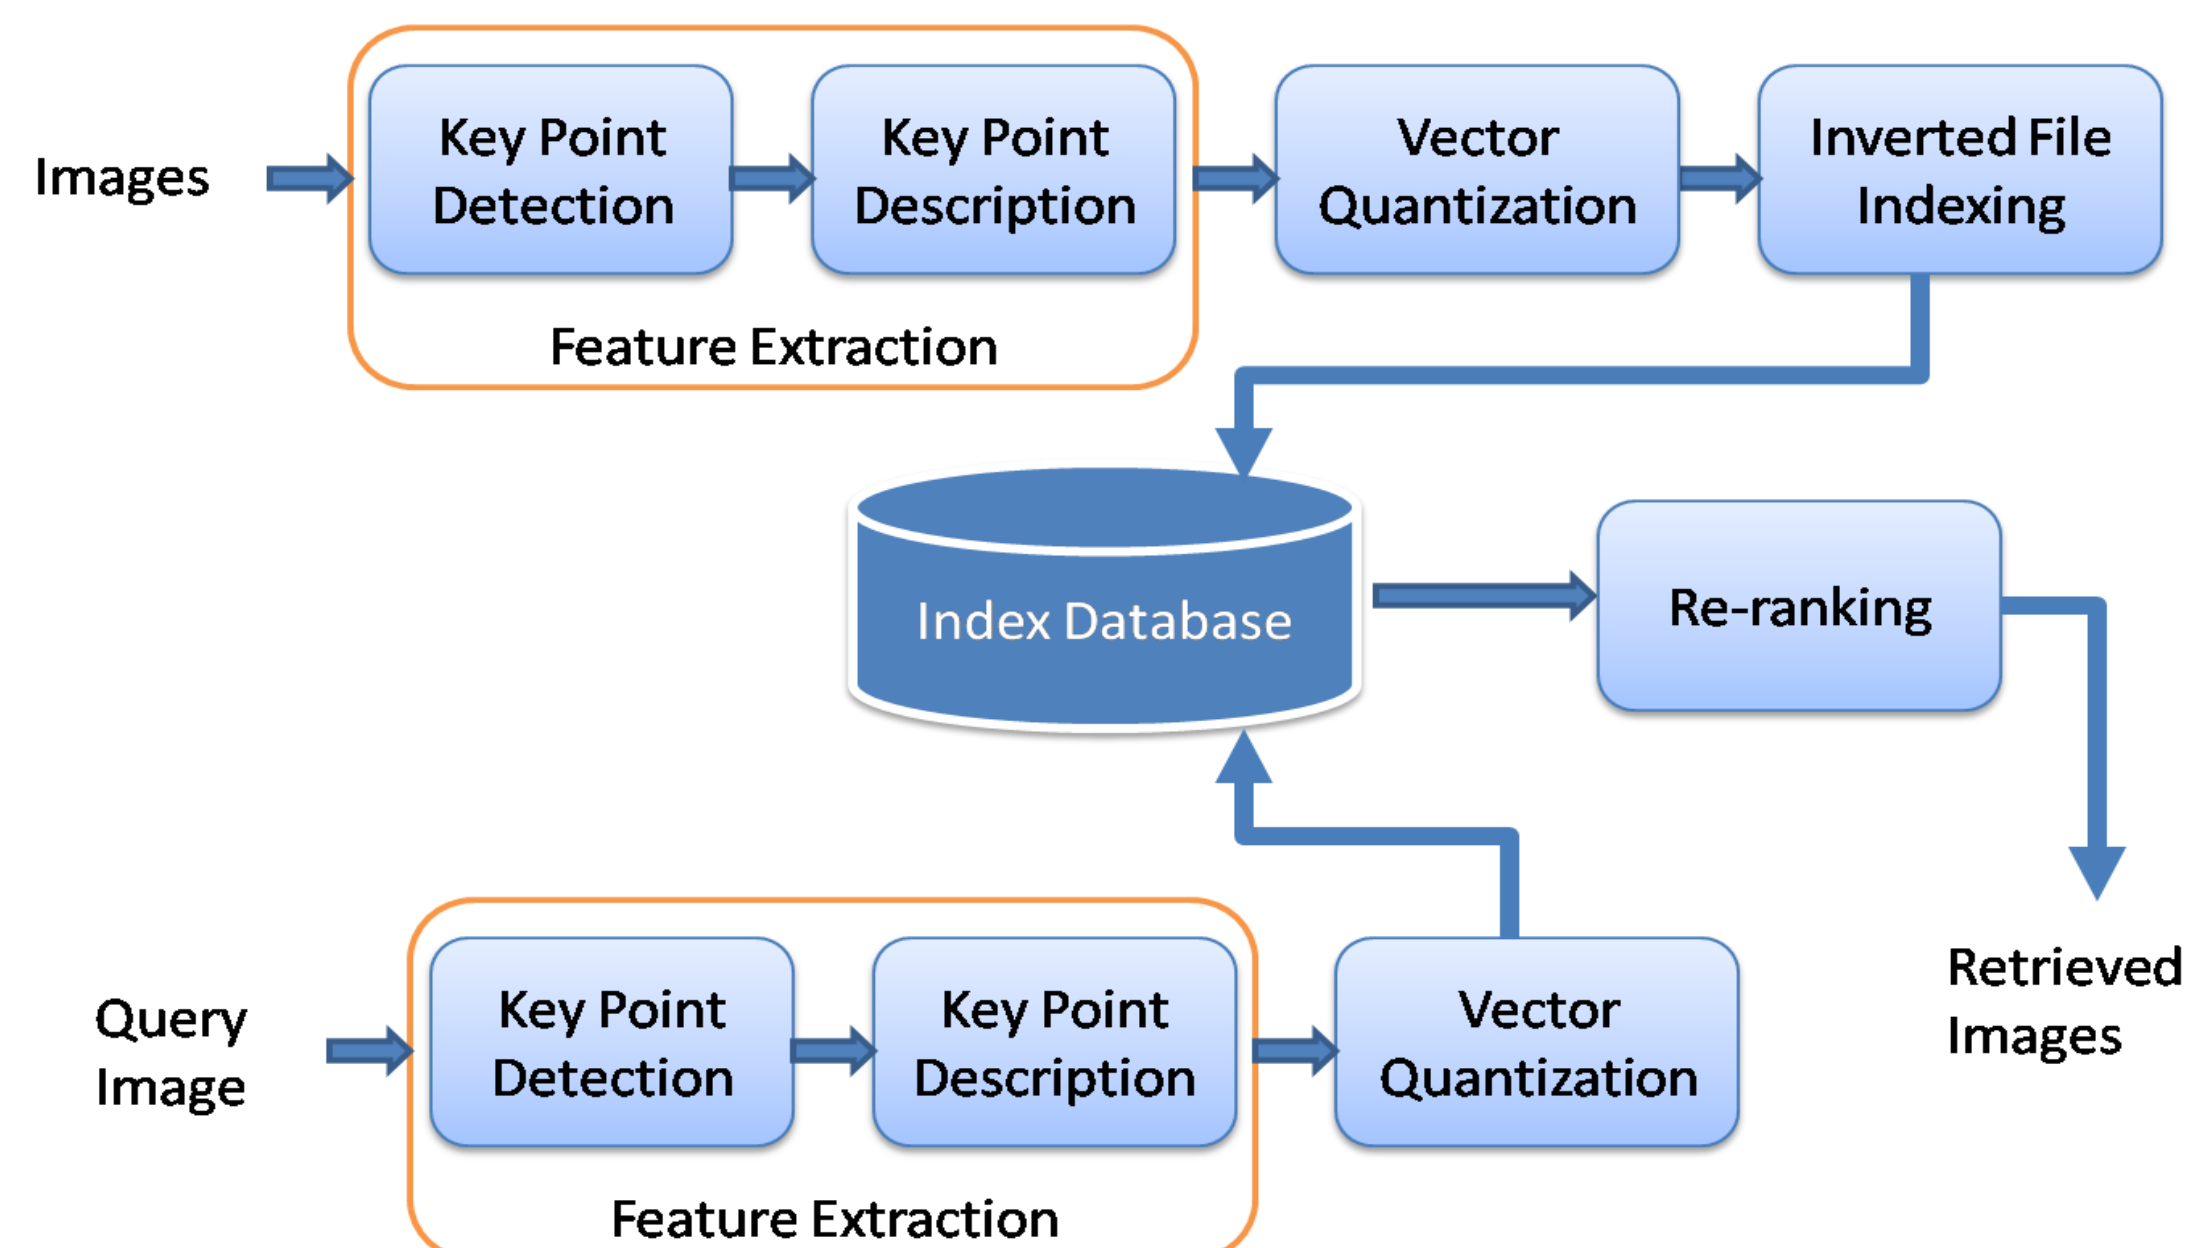 Images
Key Point
Detection
Key Point
Description
Feature Extraction
Vector
Quantization
Inverted File
Indexing
Index Database
Re-ranking
Retrieved
Images
Query
Image
Key Point
Detection
Key Point
Description
Feature Extraction
Vector
Quantization